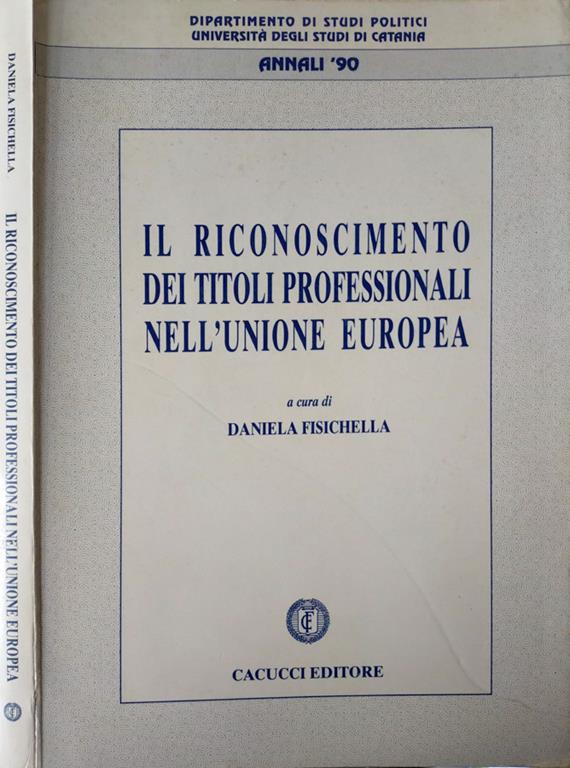 DIPARTIMENTO DI STUDI POLITICI
UNIVERSITÀ DEGLI STUDI DI CATANIA
ANNALI '90
IL RICONOSCIMENTO
DEI TITOLI PROFESSIONALI
NELL'UNIONE EUROPEA
a cura di
DANIELA FISICHELLA
CACUCCI EDITORE
DANIELA FISICHELLA
IL RICONOSCIMENTO DEI TITOLI PROFESSIONALI NELL'UNIONE EUROPEA